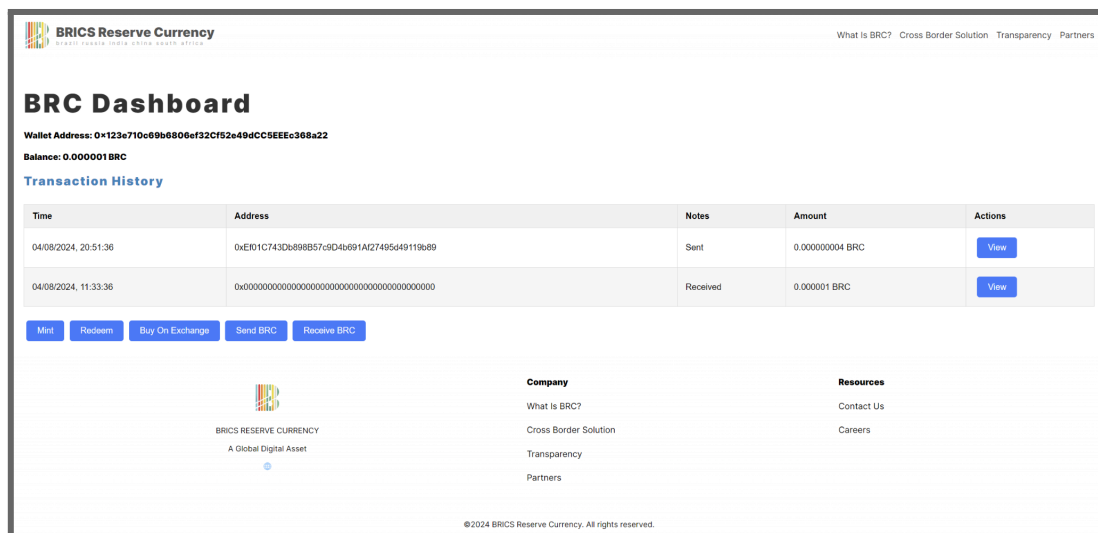 BRICS Reserve Currency
brazil russia india china south africa
What Is BRC? Cross Border Solution Transparency Partners
BRC Dashboard
Wallet Address: 0×123e710c69b6806ef32Cf52e49dCC5EEEc368a22
Balance: 0.000001 BRC
Transaction History
Time Address Notes Amount Actions
04/08/2024, 20:51:36 0xEf01C743Db898B57c9D4b691Af27495d49119b89 Sent 0.000000004 BRC View
04/08/2024, 11:33:36 0x0000000000000000000000000000000000000000 Received 0.000001 BRC View
Mint Redeem Buy On Exchange Send BRC Receive BRC
BRICS RESERVE CURRENCY
A Global Digital Asset
Company
What Is BRC?
Cross Border Solution
Transparency
Partners
Resources
Contact Us
Careers
©2024 BRICS Reserve Currency. All rights reserved.